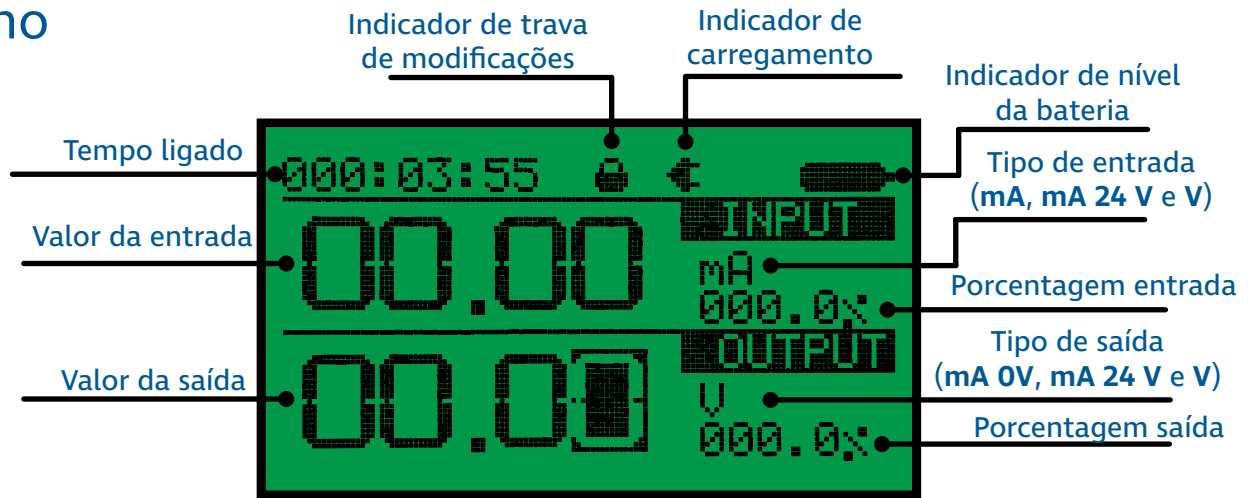 no
Indicador de trava
de modificações
Indicador de
carregamento
Indicador de nível
da bateria
Tempo ligado
000:03:55
Tipo de entrada
(mA, mA 24 V e V)
INPUT
Valor da entrada
00.00
mA
Porcentagem entrada
000.0%
OUTPUT
Tipo de saída
(mA 0V, mA 24 V e V)
Valor da saída
00.00
V
Porcentagem saída
000.0%